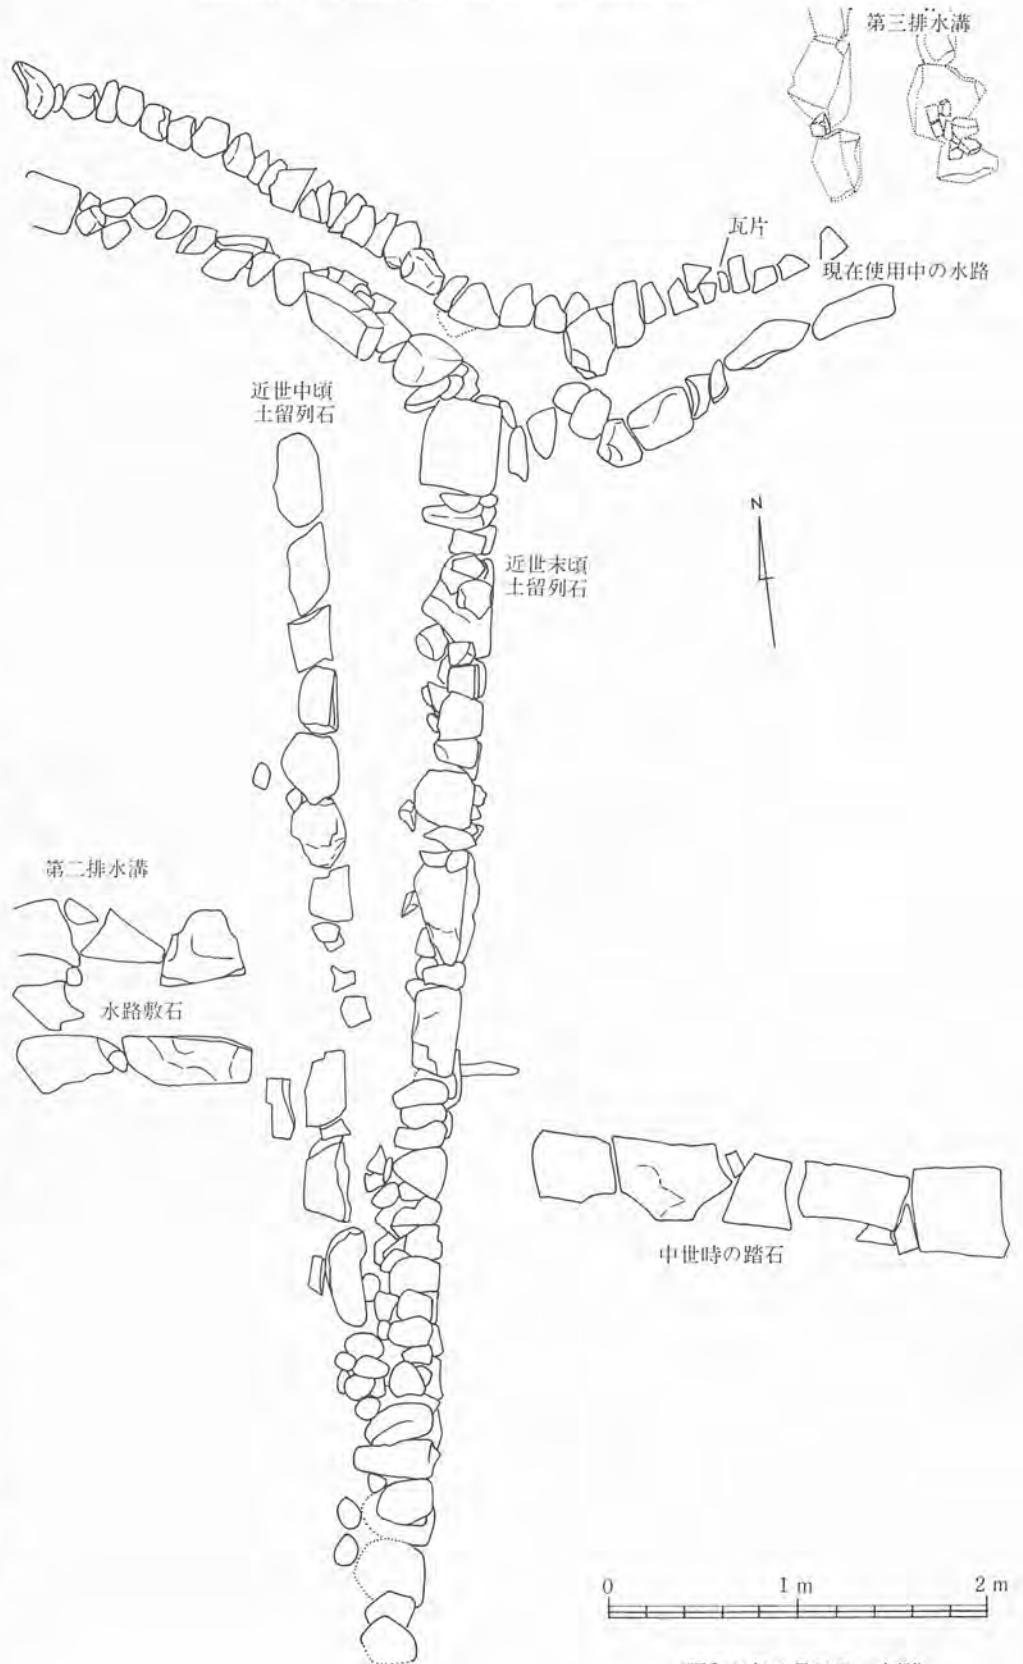 第三排水溝
瓦片
現在使用中の水路
近世中頃
土留列石
N
近世末頃
土留列石
第二排水溝
水路敷石
中世時の踏石
0 1m 2m